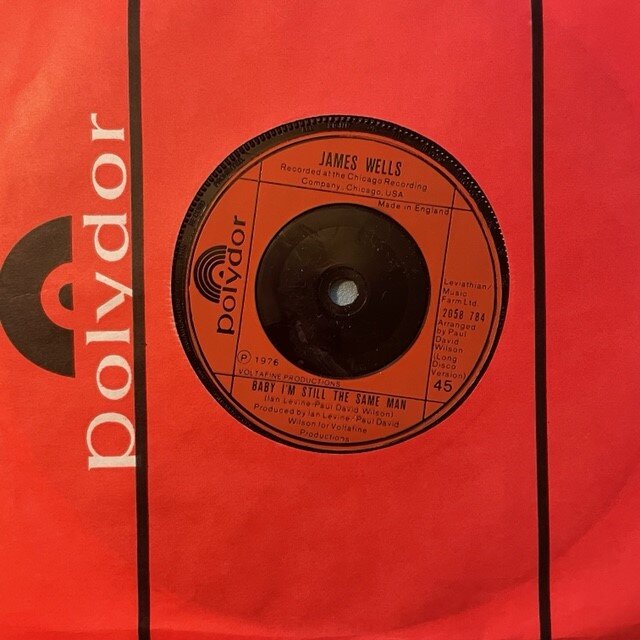 polydor
JAMES WELLS
Recorded at the Chicago Recording
Company, Chicago, USA
Made in England
polydor
Leviathan/
Music
Farm Ltd.
2058 784
Arranged
by Paul
David
Wilson
(Long
Disco
Version)
45
℗ 1976
VOLTAFINE PRODUCTIONS
BABY I'M STILL THE SAME MAN
(Ian Levine-Paul David Wilson)
Produced by Ian Levine-Paul David
Wilson for Voltafine
Productions